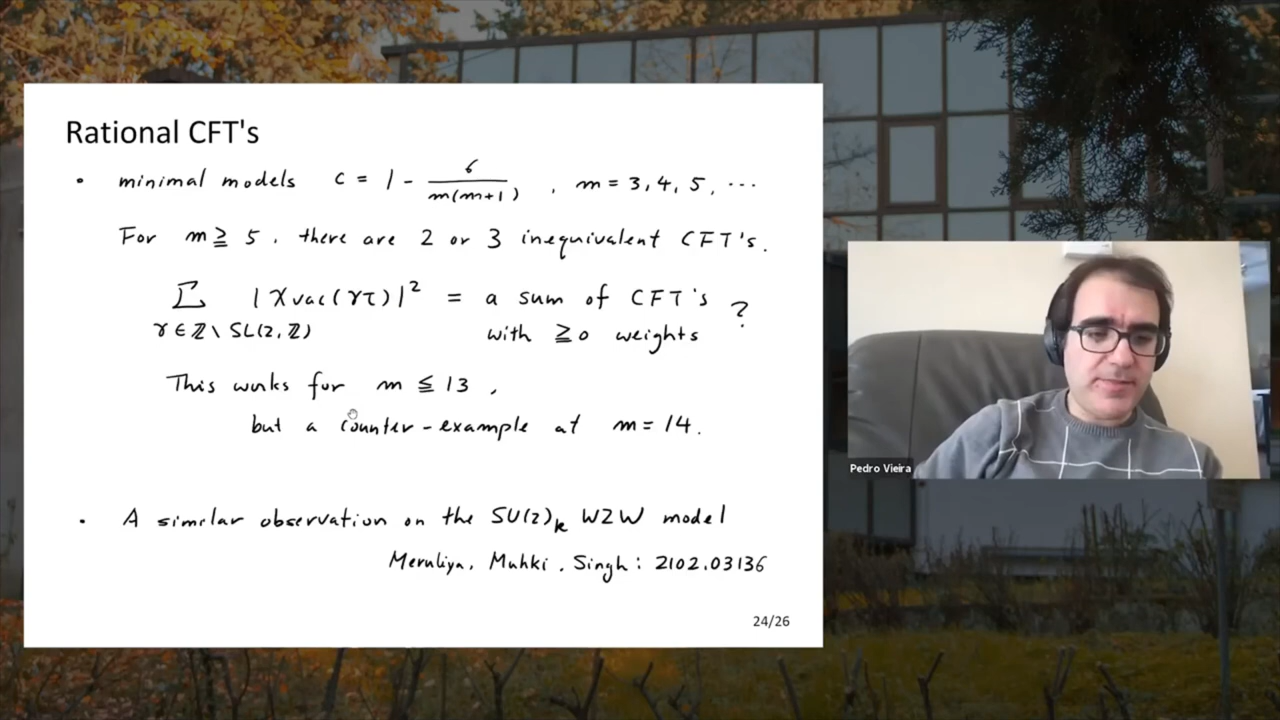 Rational CFT's
• minimal models c = 1 - 6 / m(m+1) , m = 3, 4, 5, ...
For m ≧ 5, there are 2 or 3 inequivalent CFT's.
Σ |χvac(γτ)|² = a sum of CFT's ?
γ ∈ ℤ \ SL(2, ℤ) with ≧ 0 weights
This works for m ≦ 13,
but a counter-example at m = 14.
• A similar observation on the SU(2)k WZW model
Meruliya, Muhki, Singh: 2102.03136
24/26
Pedro Vieira